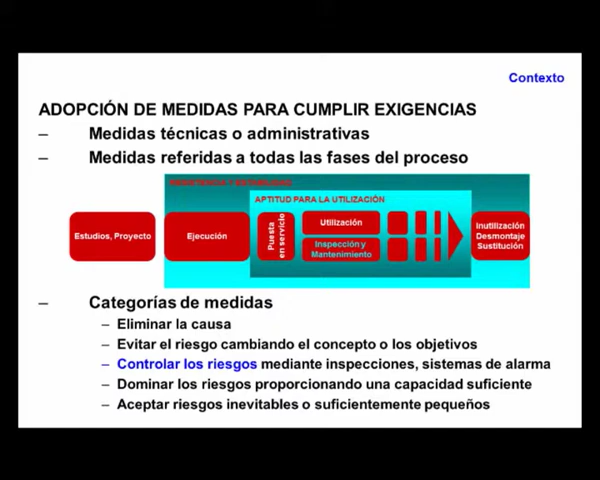 Contexto
ADOPCIÓN DE MEDIDAS PARA CUMPLIR EXIGENCIAS
– Medidas técnicas o administrativas
– Medidas referidas a todas las fases del proceso
RESISTENCIA Y ESTABILIDAD
APTITUD PARA LA UTILIZACIÓN
Estudios, Proyecto
Ejecución
Puesta
en servicio
Utilización
Inspección y
Mantenimiento
Inutilización
Desmontaje
Sustitución
– Categorías de medidas
– Eliminar la causa
– Evitar el riesgo cambiando el concepto o los objetivos
– Controlar los riesgos mediante inspecciones, sistemas de alarma
– Dominar los riesgos proporcionando una capacidad suficiente
– Aceptar riesgos inevitables o suficientemente pequeños